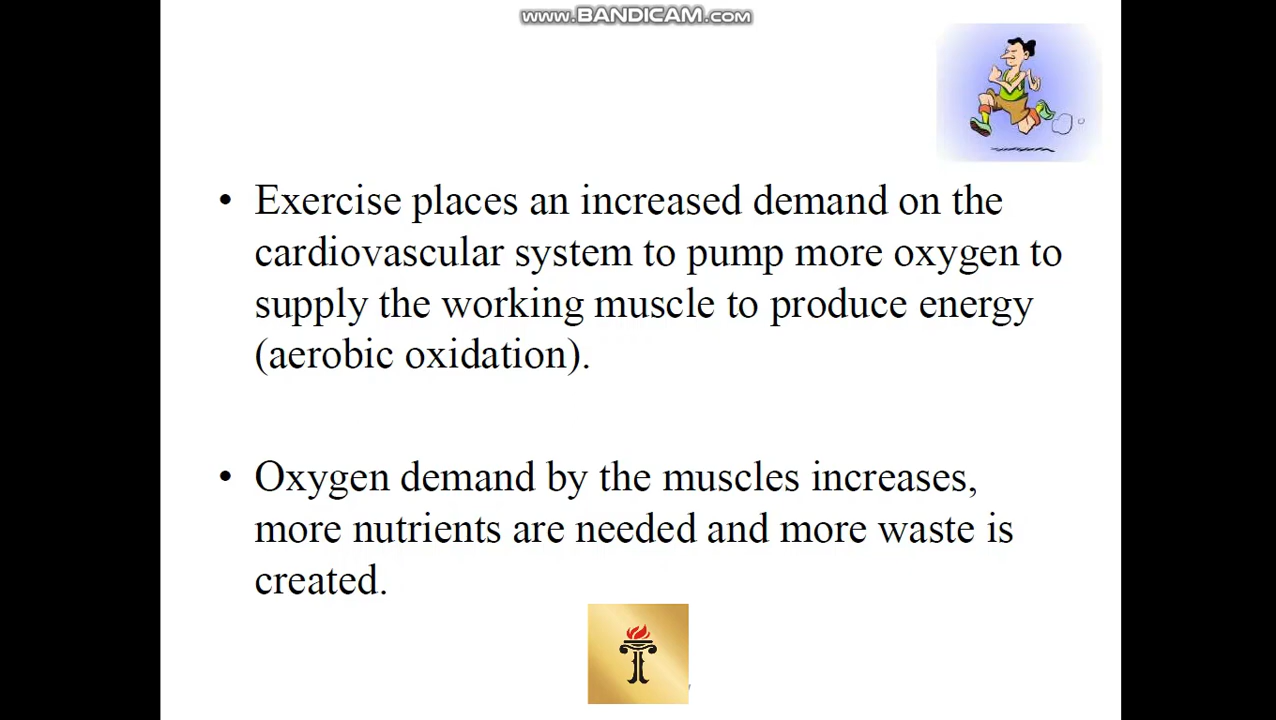 www.BANDICAM.com
• Exercise places an increased demand on the
cardiovascular system to pump more oxygen to
supply the working muscle to produce energy
(aerobic oxidation).
• Oxygen demand by the muscles increases,
more nutrients are needed and more waste is
created.